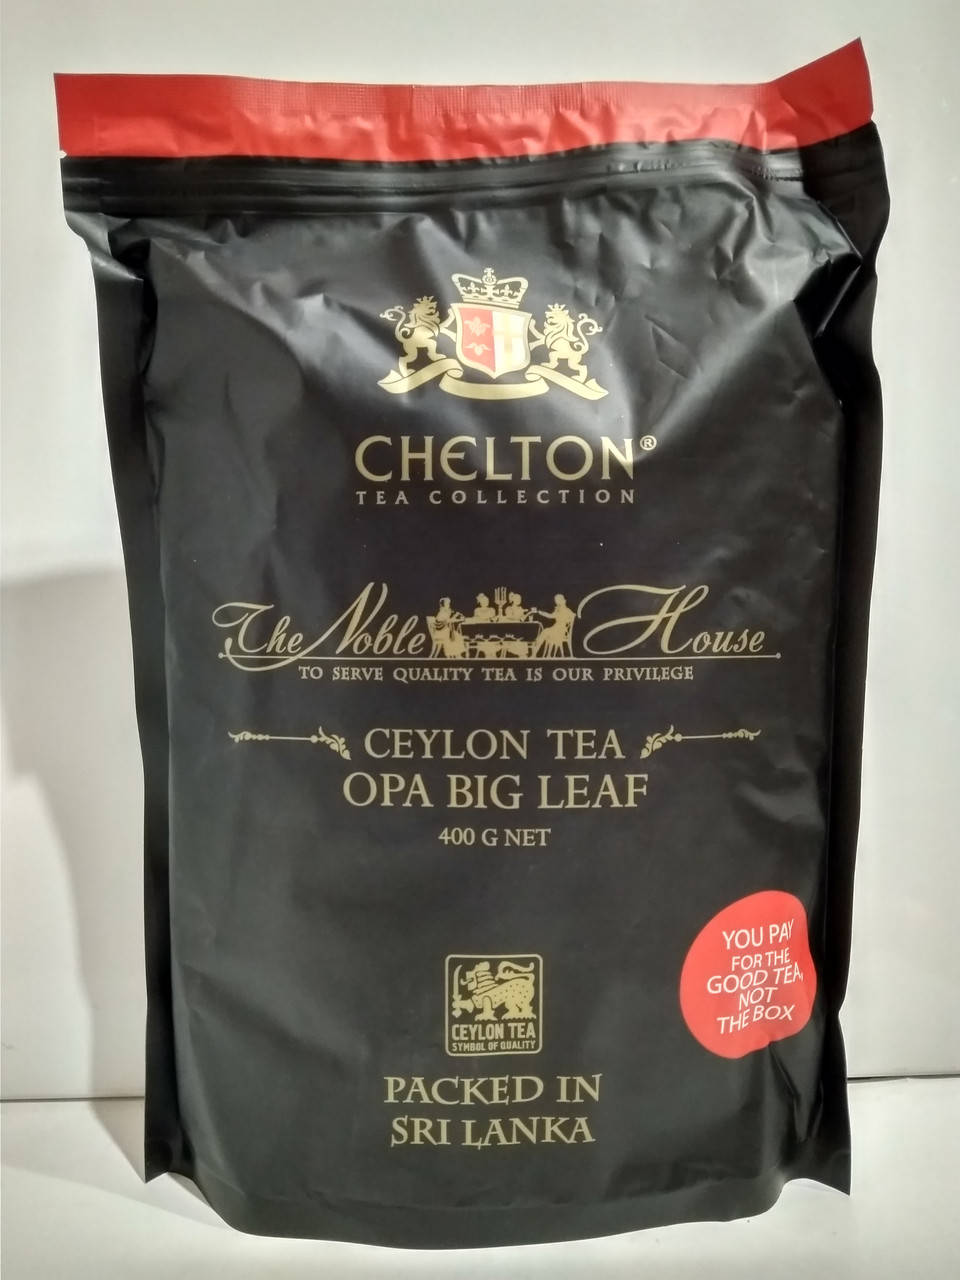 CHELTON®
TEA COLLECTION
The Noble House
TO SERVE QUALITY TEA IS OUR PRIVILEGE
CEYLON TEA
OPA BIG LEAF
400 G NET
YOU PAY
FOR THE
GOOD TEA,
NOT
THE BOX
CEYLON TEA
SYMBOL OF QUALITY
PACKED IN
SRI LANKA